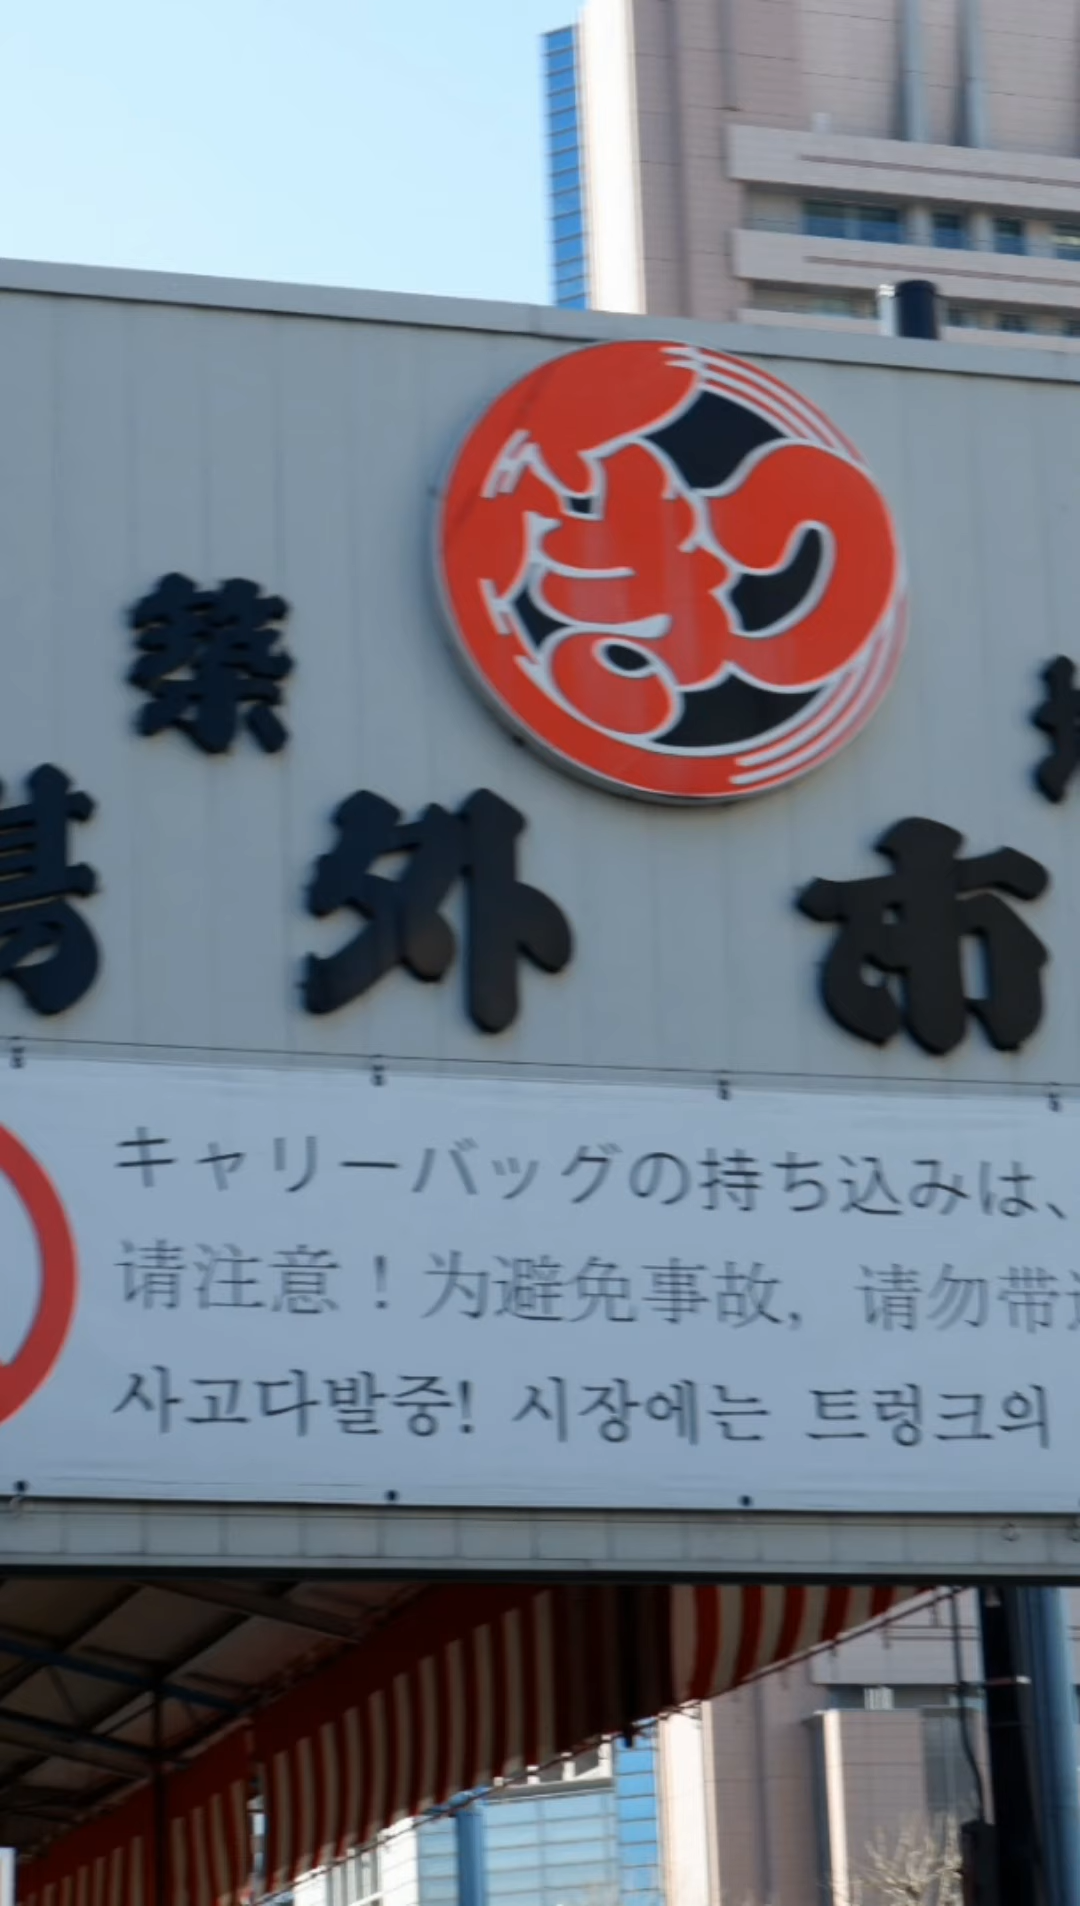 築
場外市
キャリーバッグの持ち込みは、
请注意！为避免事故，请勿带
사고다발중! 시장에는 트렁크의